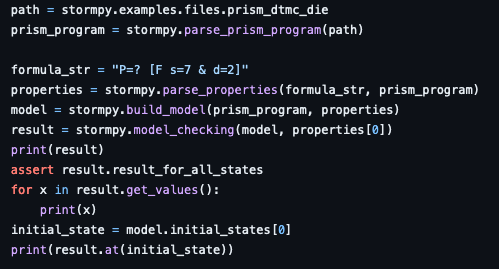 path = stormpy.examples.files.prism_dtmc_die
prism_program = stormpy.parse_prism_program(path)

formula_str = "P=? [F s=7 & d=2]"
properties = stormpy.parse_properties(formula_str, prism_program)
model = stormpy.build_model(prism_program, properties)
result = stormpy.model_checking(model, properties[0])
print(result)
assert result.result_for_all_states
for x in result.get_values():
    print(x)
initial_state = model.initial_states[0]
print(result.at(initial_state))